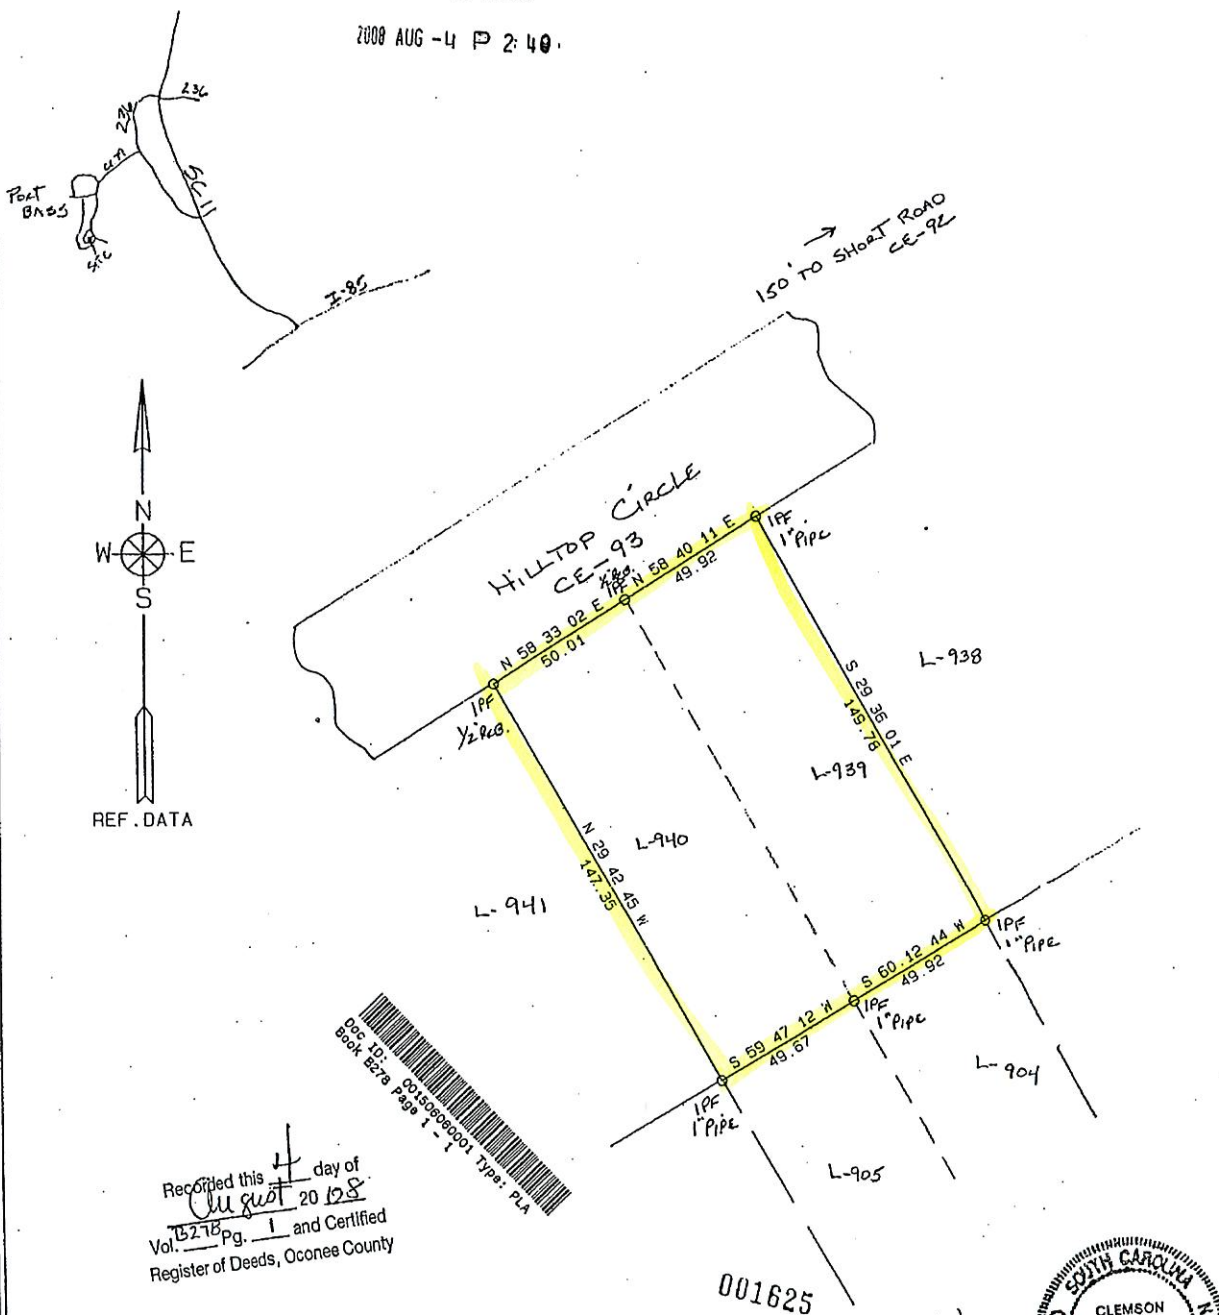 2008 AUG -4 P 2:40
236
236
SC 11
PORT
BASS
SITE
I-85
150' TO SHORT ROAD
CE-92
N
W E
S
REF.DATA
HILLTOP CIRCLE
CE-93
IPF
1" PIPE
N 58 40 11 E
49.92
IPF
N 58 33 02 E
50.01
IPF
1/2" REB.
L-938
S 29 36 01 E
149.78
L-939
L-940
N 29 42 45 W
147.35
L-941
IPF
1" PIPE
S 60.12 44 W
49.92
IPF
1" PIPE
S 59 47 12 W
49.67
IPF
1" PIPE
L-904
L-905
Doc ID: 001506060001 Type: PLA
Book B278 Page 1 - 1
Recorded this 4 day of
August 2008
Vol. B278 Pg. 1 and Certified
Register of Deeds, Oconee County
001625
SOUTH CAROLINA
CLEMSON